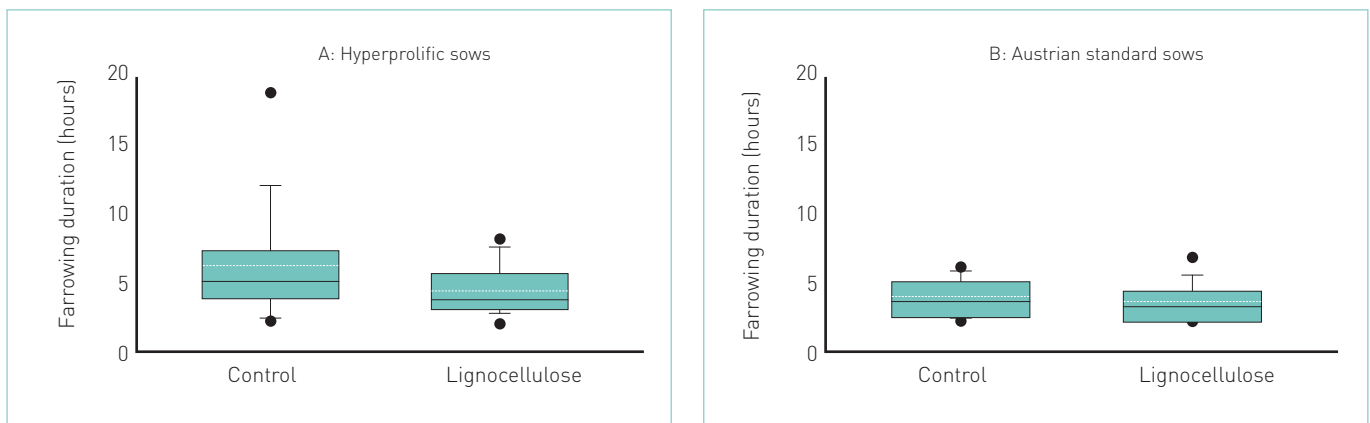 A: Hyperprolific sows
20
15
10
5
0
Farrowing duration (hours)
Control
Lignocellulose
B: Austrian standard sows
20
15
10
5
0
Farrowing duration (hours)
Control
Lignocellulose